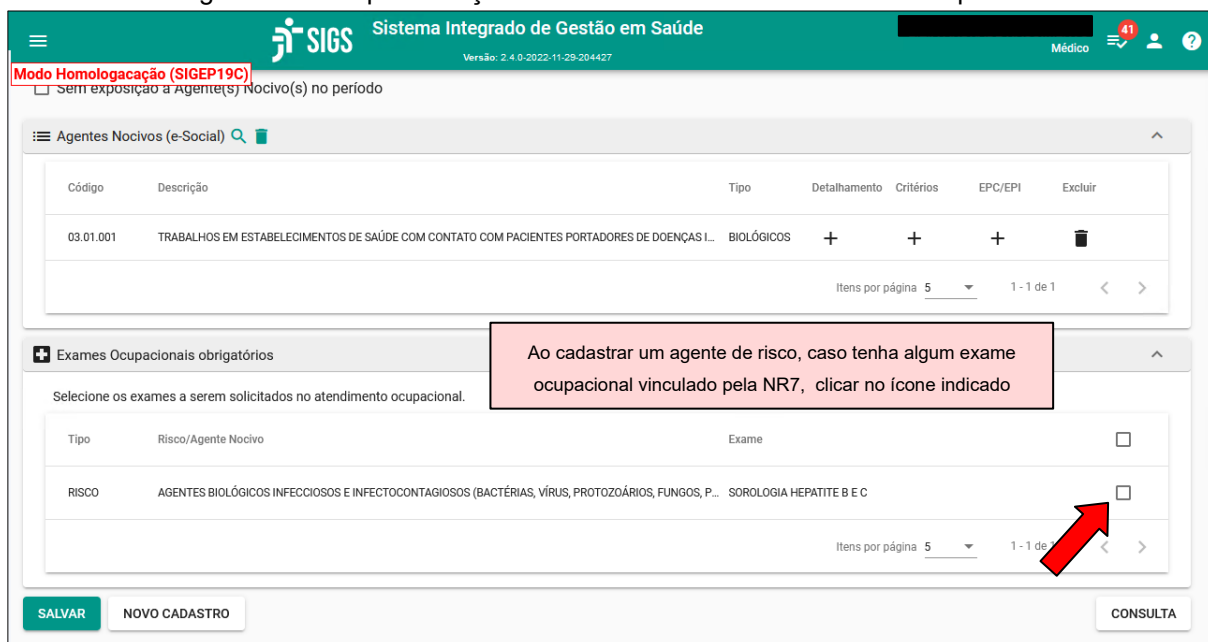 SIGS
Sistema Integrado de Gestão em Saúde
Versão: 2.4.0-2022-11-29-204427
Médico
41
Modo Homologacação (SIGEP19C)
Sem exposição a Agente(s) Nocivo(s) no período
Agentes Nocivos (e-Social)
Código Descrição Tipo Detalhamento Critérios EPC/EPI Excluir
03.01.001 TRABALHOS EM ESTABELECIMENTOS DE SAÚDE COM CONTATO COM PACIENTES PORTADORES DE DOENÇAS I... BIOLÓGICOS + + +
Itens por página 5 1 - 1 de 1
Exames Ocupacionais obrigatórios
Ao cadastrar um agente de risco, caso tenha algum exame
ocupacional vinculado pela NR7, clicar no ícone indicado
Selecione os exames a serem solicitados no atendimento ocupacional.
Tipo Risco/Agente Nocivo Exame
RISCO AGENTES BIOLÓGICOS INFECCIOSOS E INFECTOCONTAGIOSOS (BACTÉRIAS, VÍRUS, PROTOZOÁRIOS, FUNGOS, P... SOROLOGIA HEPATITE B E C
Itens por página 5 1 - 1 de
SALVAR NOVO CADASTRO CONSULTA